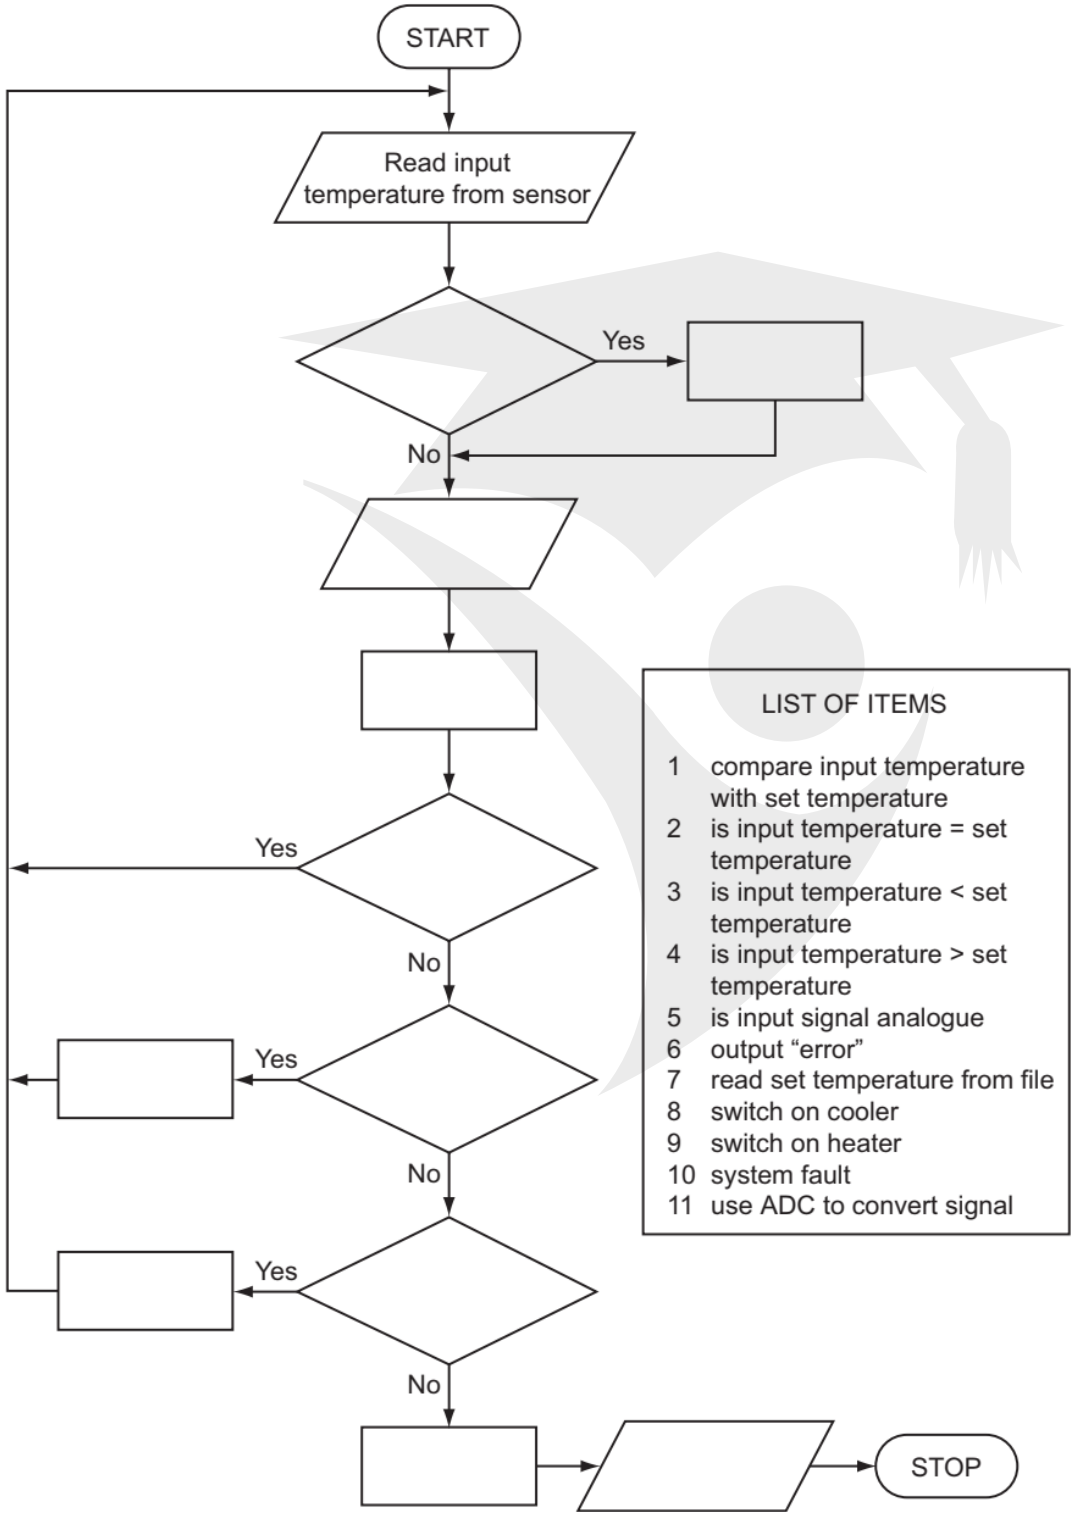 START
Read input
temperature from sensor
Yes
No
Yes
No
Yes
No
Yes
No
STOP
LIST OF ITEMS
1 compare input temperature
with set temperature
2 is input temperature = set
temperature
3 is input temperature < set
temperature
4 is input temperature > set
temperature
5 is input signal analogue
6 output “error”
7 read set temperature from file
8 switch on cooler
9 switch on heater
10 system fault
11 use ADC to convert signal